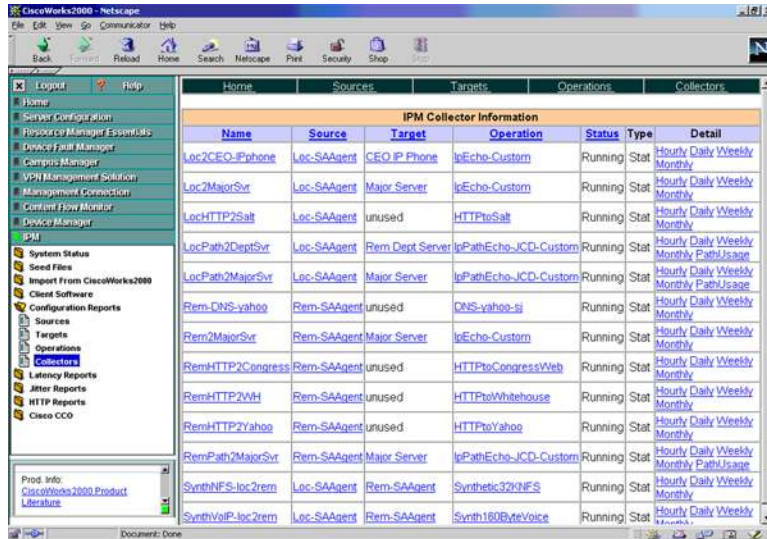 CiscoWorks2000 - Netscape
File Edit View Go Communicator Help
Back Forward Reload Home Search Netscape Print Security Shop Stop
Logout Help
Home
Server Configuration
Resource Manager Essentials
Device Fault Manager
Campus Manager
VPN Management Solution
Management Connection
Content Flow Monitor
Device Manager
IPM
System Status
Seed Files
Import From CiscoWorks2000
Client Software
Configuration Reports
Sources
Targets
Operations
Collectors
Latency Reports
Jitter Reports
HTTP Reports
Cisco CCO
Prod. Info:
CiscoWorks2000 Product
Literature
Home Sources Targets Operations Collectors
IPM Collector Information
Name Source Target Operation Status Type Detail
Loc2CEO-IPphone Loc-SAAgent CEO IP Phone IpEcho-Custom Running Stat Hourly Daily Weekly
Monthly
Loc2MajorSvr Loc-SAAgent Major Server IpEcho-Custom Running Stat Hourly Daily Weekly
Monthly
LocHTTP2Salt Loc-SAAgent unused HTTPtoSalt Running Stat Hourly Daily Weekly
Monthly
LocPath2DeptSvr Loc-SAAgent Rem Dept Server IpPathEcho-JCD-Custom Running Stat Hourly Daily Weekly
Monthly PathUsage
LocPath2MajorSvr Loc-SAAgent Major Server IpPathEcho-JCD-Custom Running Stat Hourly Daily Weekly
Monthly PathUsage
Rem-DNS-yahoo Rem-SAAgent unused DNS-yahoo-sj Running Stat Hourly Daily Weekly
Monthly
Rem2MajorSvr Rem-SAAgent Major Server IpEcho-Custom Running Stat Hourly Daily Weekly
Monthly
RemHTTP2Congress Rem-SAAgent unused HTTPtoCongressWeb Running Stat Hourly Daily Weekly
Monthly
RemHTTP2WH Rem-SAAgent unused HTTPtoWhitehouse Running Stat Hourly Daily Weekly
Monthly
RemHTTP2Yahoo Rem-SAAgent unused HTTPtoYahoo Running Stat Hourly Daily Weekly
Monthly
RemPath2MajorSvr Rem-SAAgent Major Server IpPathEcho-JCD-Custom Running Stat Hourly Daily Weekly
Monthly PathUsage
SynthNFS-loc2rem Loc-SAAgent Rem-SAAgent Synthetic32KNFS Running Stat Hourly Daily Weekly
Monthly
SynthVoIP-loc2rem Loc-SAAgent Rem-SAAgent Synth160ByteVoice Running Stat Hourly Daily Weekly
Monthly
Document: Done